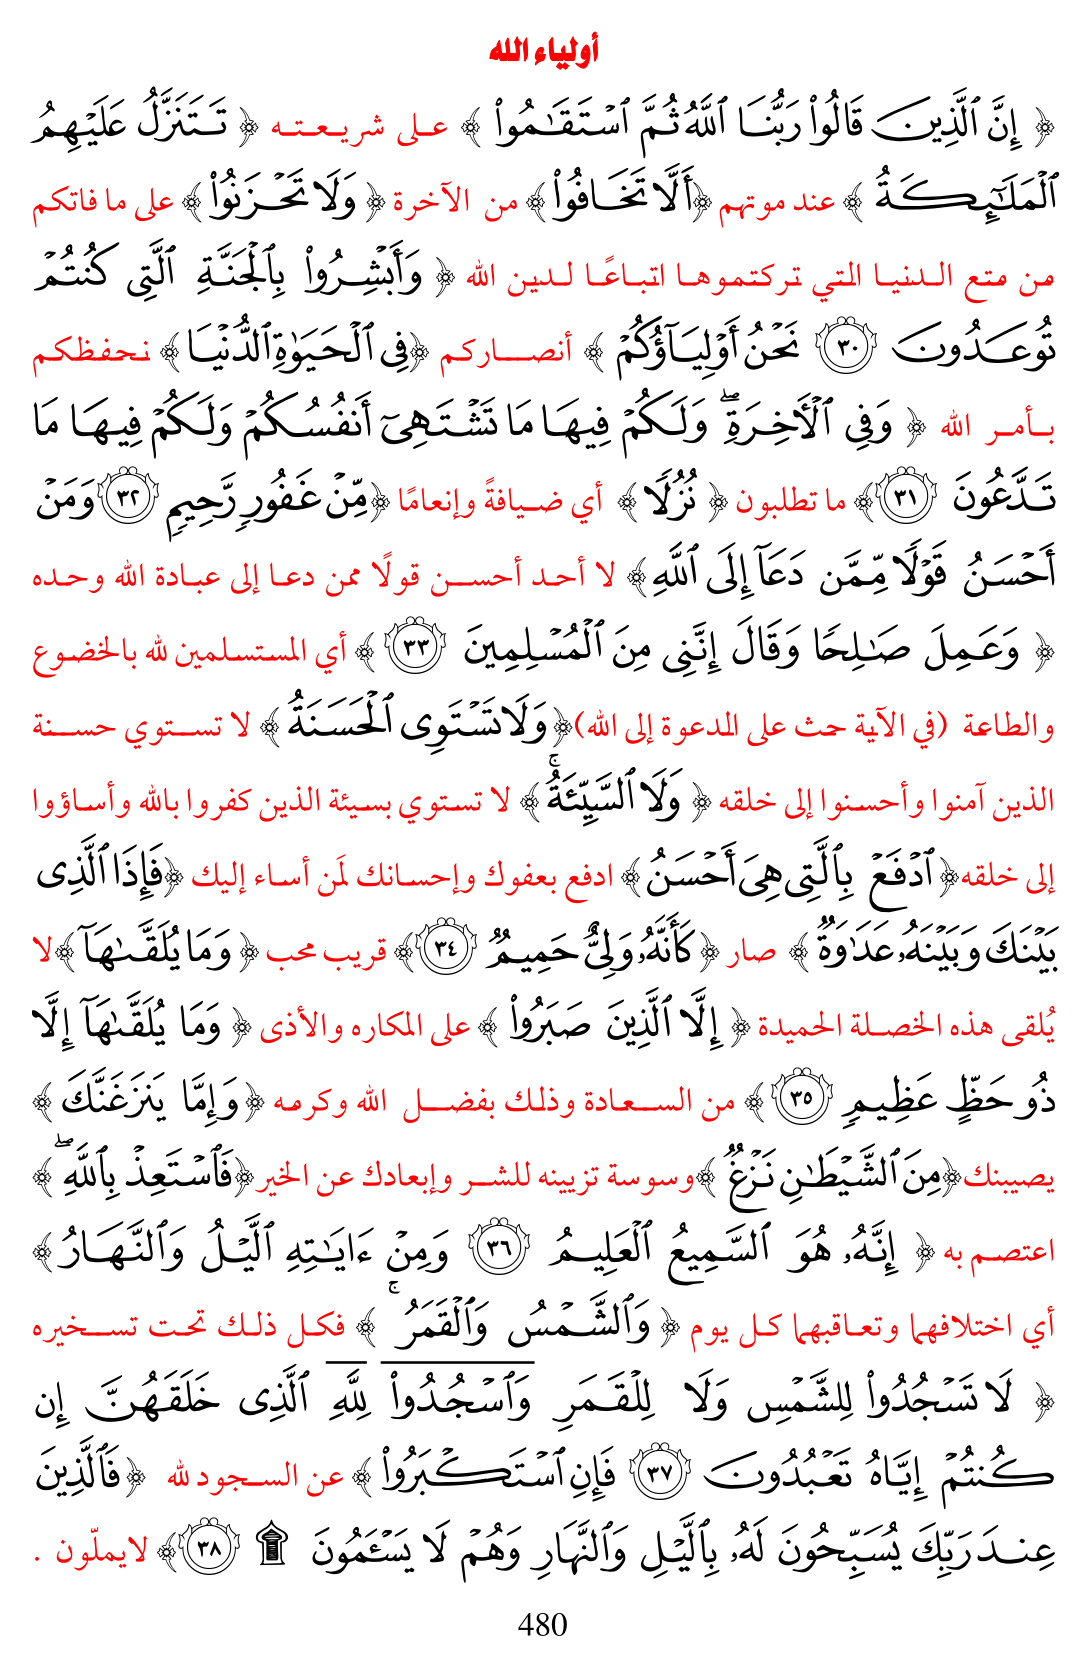 أولياء الله
﴿ إِنَّ ٱلَّذِينَ قَالُواْ رَبُّنَا ٱللَّهُ ثُمَّ ٱسۡتَقَٰمُواْ ﴾ على شريعته ﴿ تَتَنَزَّلُ عَلَيۡهِمُ
ٱلۡمَلَٰٓئِكَةُ ﴾ عند موتهم ﴿أَلَّا تَخَافُواْ﴾ من الآخرة ﴿ وَلَا تَحۡزَنُواْ﴾ على ما فاتكم
من متع الدنيا التي تركتموها اتباعًا لدين الله ﴿ وَأَبۡشِرُواْ بِٱلۡجَنَّةِ ٱلَّتِي كُنتُمۡ
تُوعَدُونَ ٣٠ نَحۡنُ أَوۡلِيَآؤُكُمۡ ﴾ أنصاركم ﴿فِي ٱلۡحَيَوٰةِ ٱلدُّنۡيَا ﴾ نحفظكم
بأمر الله ﴿ وَفِي ٱلۡأٓخِرَةِۖ وَلَكُمۡ فِيهَا مَا تَشۡتَهِيٓ أَنفُسُكُمۡ وَلَكُمۡ فِيهَا مَا
تَدَّعُونَ ٣١﴾ ما تطلبون ﴿ نُزُلٗا ﴾ أي ضيافةً وإنعامًا ﴿مِّنۡ غَفُورٖ رَّحِيمٖ ٣٢ وَمَنۡ
أَحۡسَنُ قَوۡلٗا مِّمَّن دَعَآ إِلَى ٱللَّهِ﴾ لا أحد أحسن قولًا ممن دعا إلى عبادة الله وحده
﴿ وَعَمِلَ صَٰلِحٗا وَقَالَ إِنَّنِي مِنَ ٱلۡمُسۡلِمِينَ ٣٣ ﴾ أي المستسلمين لله بالخضوع
والطاعة (في الآية حث على الدعوة إلى الله)﴿وَلَا تَسۡتَوِي ٱلۡحَسَنَةُ ﴾ لا تستوي حسنة
الذين آمنوا وأحسنوا إلى خلقه ﴿ وَلَا ٱلسَّيِّئَةُۚ ﴾ لا تستوي بسيئة الذين كفروا بالله وأساؤوا
إلى خلقه﴿ ٱدۡفَعۡ بِٱلَّتِي هِيَ أَحۡسَنُ ﴾ ادفع بعفوك وإحسانك لمَن أساء إليك ﴿فَإِذَا ٱلَّذِي
بَيۡنَكَ وَبَيۡنَهُۥ عَدَٰوَةٞ ﴾ صار ﴿كَأَنَّهُۥ وَلِيٌّ حَمِيمٞ ٣٤﴾ قريب محب ﴿ وَمَا يُلَقَّىٰهَآ ﴾لا
يُلقى هذه الخصلة الحميدة ﴿ إِلَّا ٱلَّذِينَ صَبَرُواْ ﴾ على المكاره والأذى ﴿ وَمَا يُلَقَّىٰهَآ إِلَّا
ذُو حَظٍّ عَظِيمٖ ٣٥ ﴾ من السعادة وذلك بفضل الله وكرمه ﴿ وَإِمَّا يَنزَغَنَّكَ ﴾
يصيبنك﴿مِنَ ٱلشَّيۡطَٰنِ نَزۡغٞ ﴾وسوسة تزيينه للشر وإبعادك عن الخير﴿فَٱسۡتَعِذۡ بِٱللَّهِۖ ﴾
اعتصم به ﴿ إِنَّهُۥ هُوَ ٱلسَّمِيعُ ٱلۡعَلِيمُ ٣٦ وَمِنۡ ءَايَٰتِهِ ٱلَّيۡلُ وَٱلنَّهَارُ ﴾
أي اختلافهما وتعاقبهما كل يوم ﴿ وَٱلشَّمۡسُ وَٱلۡقَمَرُۚ ﴾ فكل ذلك تحت تسخيره
﴿ لَا تَسۡجُدُواْ لِلشَّمۡسِ وَلَا لِلۡقَمَرِ وَٱسۡجُدُواْۤ لِلَّهِۤ ٱلَّذِي خَلَقَهُنَّ إِن
كُنتُمۡ إِيَّاهُ تَعۡبُدُونَ ٣٧ فَإِنِ ٱسۡتَكۡبَرُواْ ﴾ عن السجود لله ﴿ فَٱلَّذِينَ
عِندَ رَبِّكَ يُسَبِّحُونَ لَهُۥ بِٱلَّيۡلِ وَٱلنَّهَارِ وَهُمۡ لَا يَسۡـَٔمُونَ ۩ ٣٨﴾ لايملّون .
480